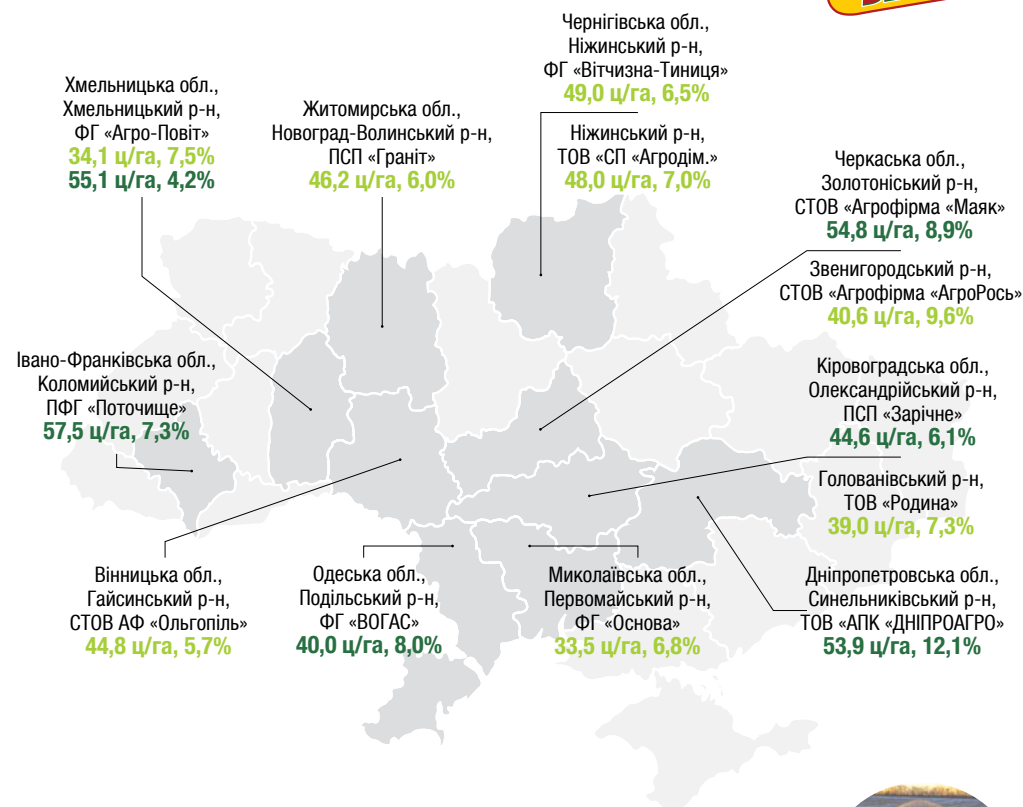 Чернігівська обл.,
Ніжинський р-н,
ФГ «Вітчизна-Тиниця»
49,0 ц/га, 6,5%
Ніжинський р-н,
ТОВ «СП «Агродім.»
48,0 ц/га, 7,0%
Хмельницька обл.,
Хмельницький р-н,
ФГ «Агро-Повіт»
34,1 ц/га, 7,5%
55,1 ц/га, 4,2%
Житомирська обл.,
Новоград-Волинський р-н,
ПСП «Граніт»
46,2 ц/га, 6,0%
Черкаська обл.,
Золотоніський р-н,
СТОВ «Агрофірма «Маяк»
54,8 ц/га, 8,9%
Звенигородський р-н,
СТОВ «Агрофірма «АгроРось»
40,6 ц/га, 9,6%
Івано-Франківська обл.,
Коломийський р-н,
ПФГ «Поточище»
57,5 ц/га, 7,3%
Кіровоградська обл.,
Олександрійський р-н,
ПСП «Зарічне»
44,6 ц/га, 6,1%
Голованівський р-н,
ТОВ «Родина»
39,0 ц/га, 7,3%
Вінницька обл.,
Гайсинський р-н,
СТОВ АФ «Ольгопіль»
44,8 ц/га, 5,7%
Одеська обл.,
Подільський р-н,
ФГ «ВОГАС»
40,0 ц/га, 8,0%
Миколаївська обл.,
Первомайський р-н,
ФГ «Основа»
33,5 ц/га, 6,8%
Дніпропетровська обл.,
Синельниківський р-н,
ТОВ «АПК «ДНІПРОАГРО»
53,9 ц/га, 12,1%